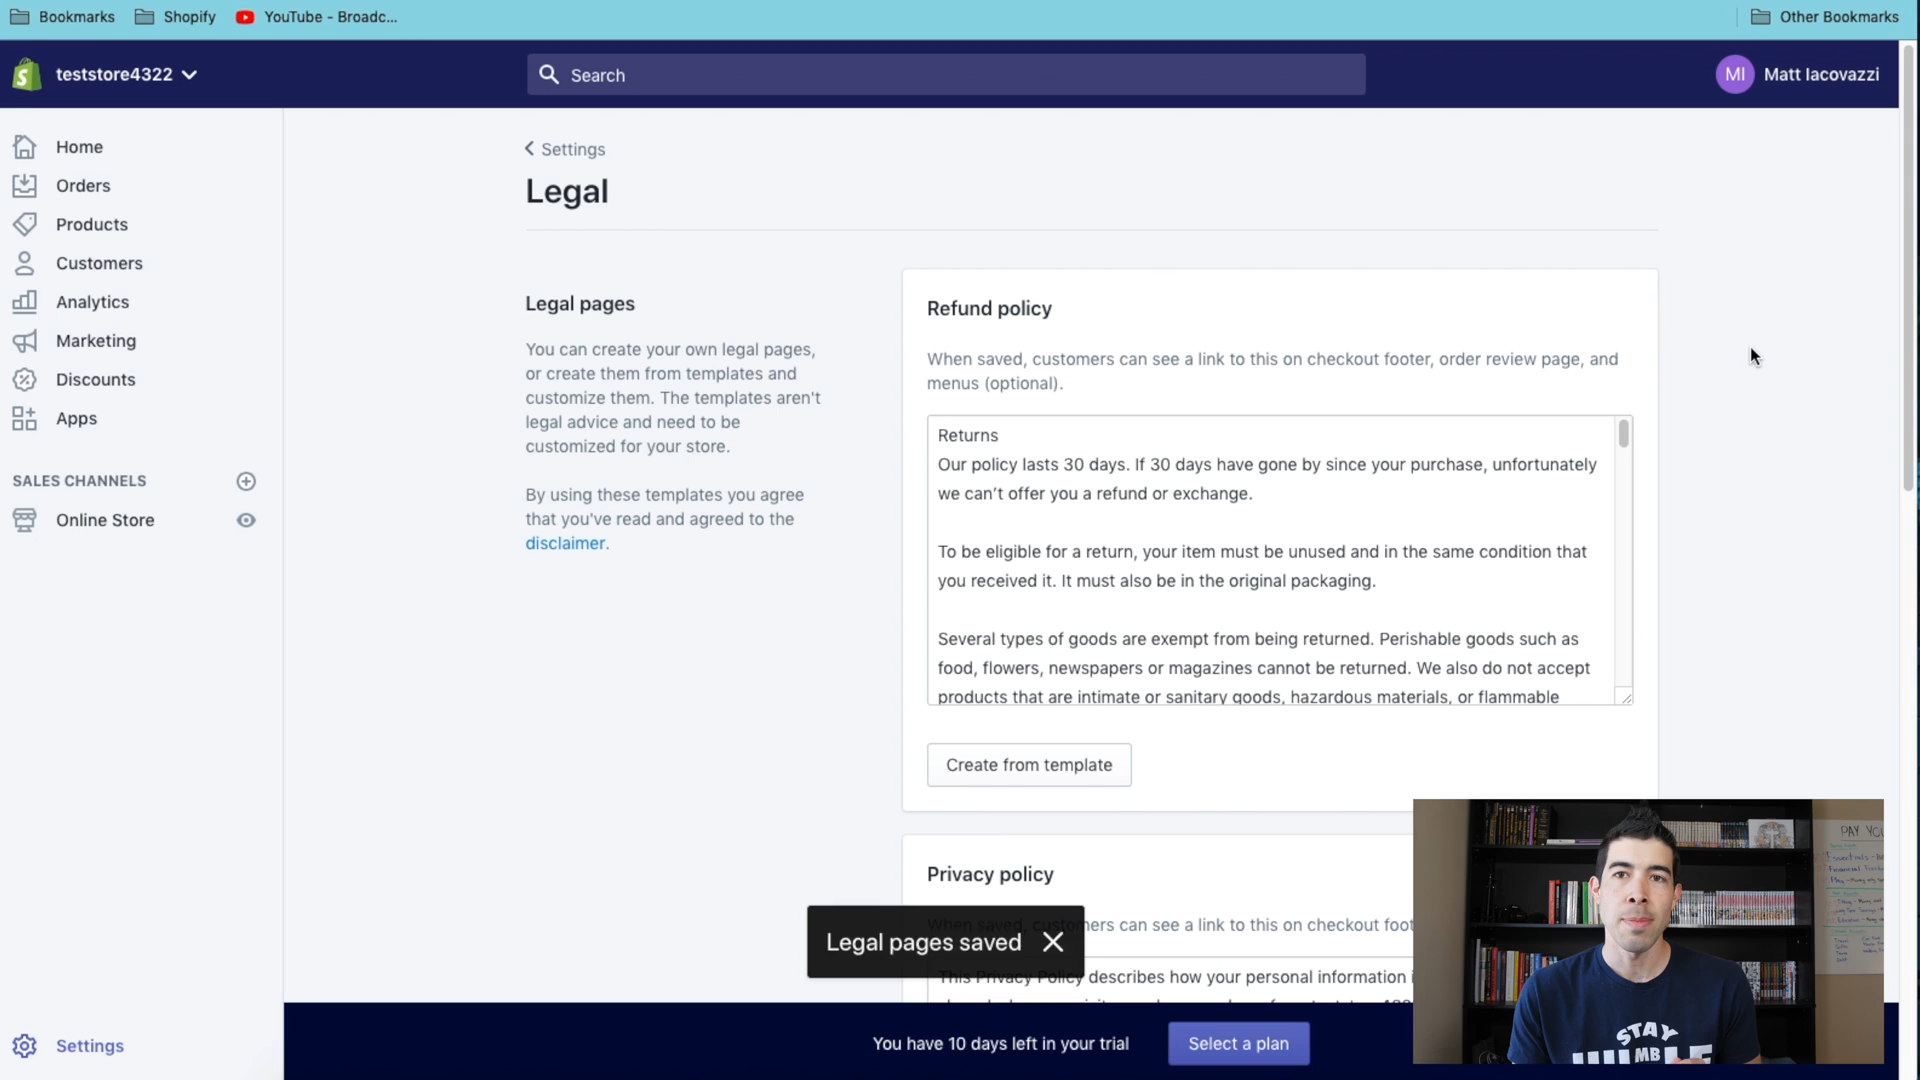 Bookmarks
Shopify
YouTube - Broadc...
Other Bookmarks
teststore4322
Search
MI
Matt Iacovazzi
Home
Orders
Products
Customers
Analytics
Marketing
Discounts
Apps
SALES CHANNELS
Online Store
Settings
Settings
Legal
Legal pages
You can create your own legal pages,
or create them from templates and
customize them. The templates aren't
legal advice and need to be
customized for your store.
By using these templates you agree
that you've read and agreed to the
disclaimer.
Refund policy
When saved, customers can see a link to this on checkout footer, order review page, and
menus (optional).
Returns
Our policy lasts 30 days. If 30 days have gone by since your purchase, unfortunately
we can’t offer you a refund or exchange.
To be eligible for a return, your item must be unused and in the same condition that
you received it. It must also be in the original packaging.
Several types of goods are exempt from being returned. Perishable goods such as
food, flowers, newspapers or magazines cannot be returned. We also do not accept
products that are intimate or sanitary goods, hazardous materials, or flammable
Create from template
Privacy policy
When saved, customers can see a link to this on checkout foot
This Privacy Policy describes how your personal information i
Legal pages saved
You have 10 days left in your trial
Select a plan
PAY YOU
STAY
HUMBLE